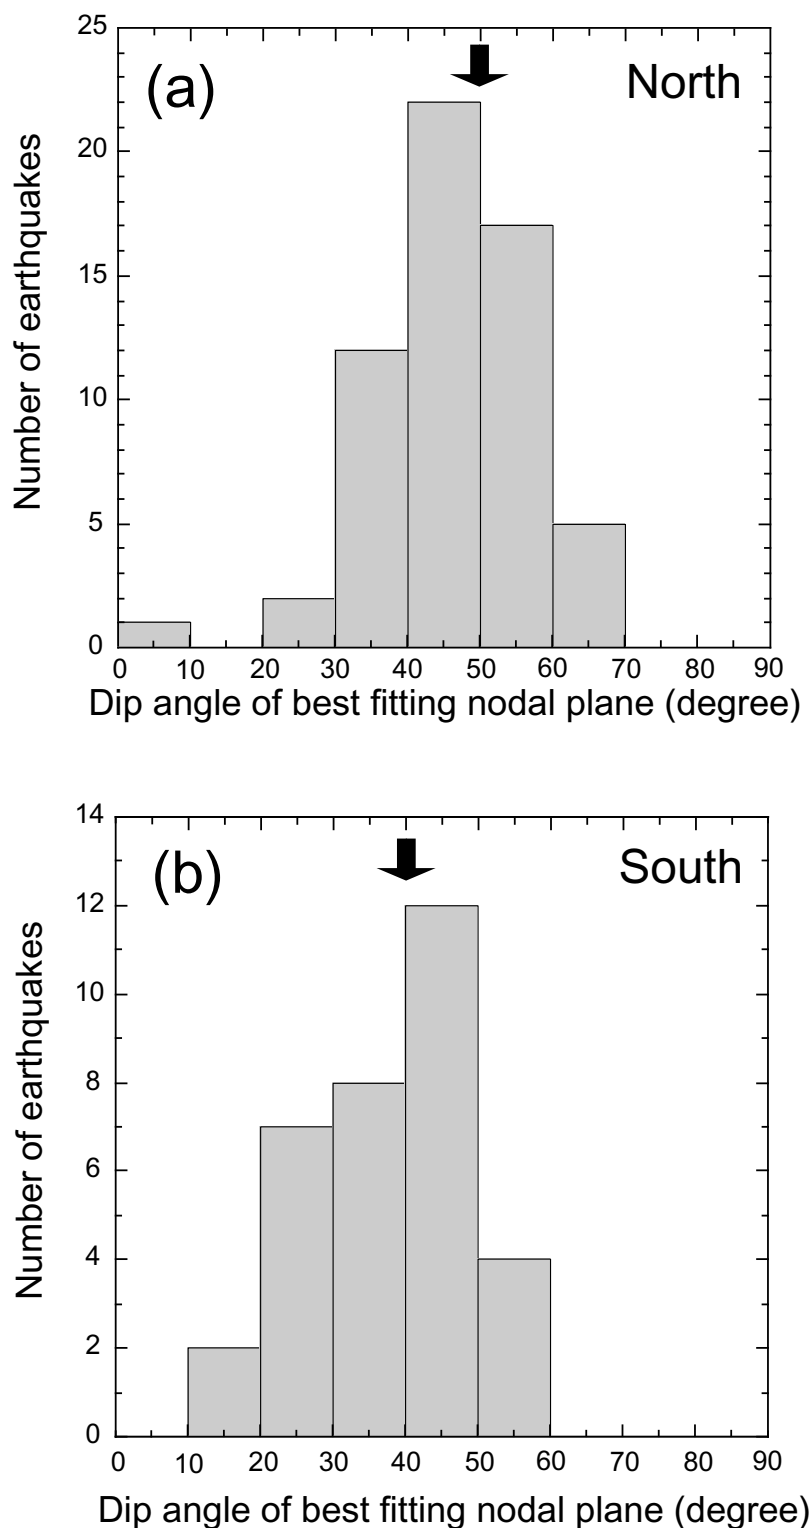 25
(a)
North
20
15
10
5
0
Number of earthquakes
0 10 20 30 40 50 60 70 80 90
Dip angle of best fitting nodal plane (degree)
14
(b)
South
12
10
8
6
4
2
0
Number of earthquakes
0 10 20 30 40 50 60 70 80 90
Dip angle of best fitting nodal plane (degree)